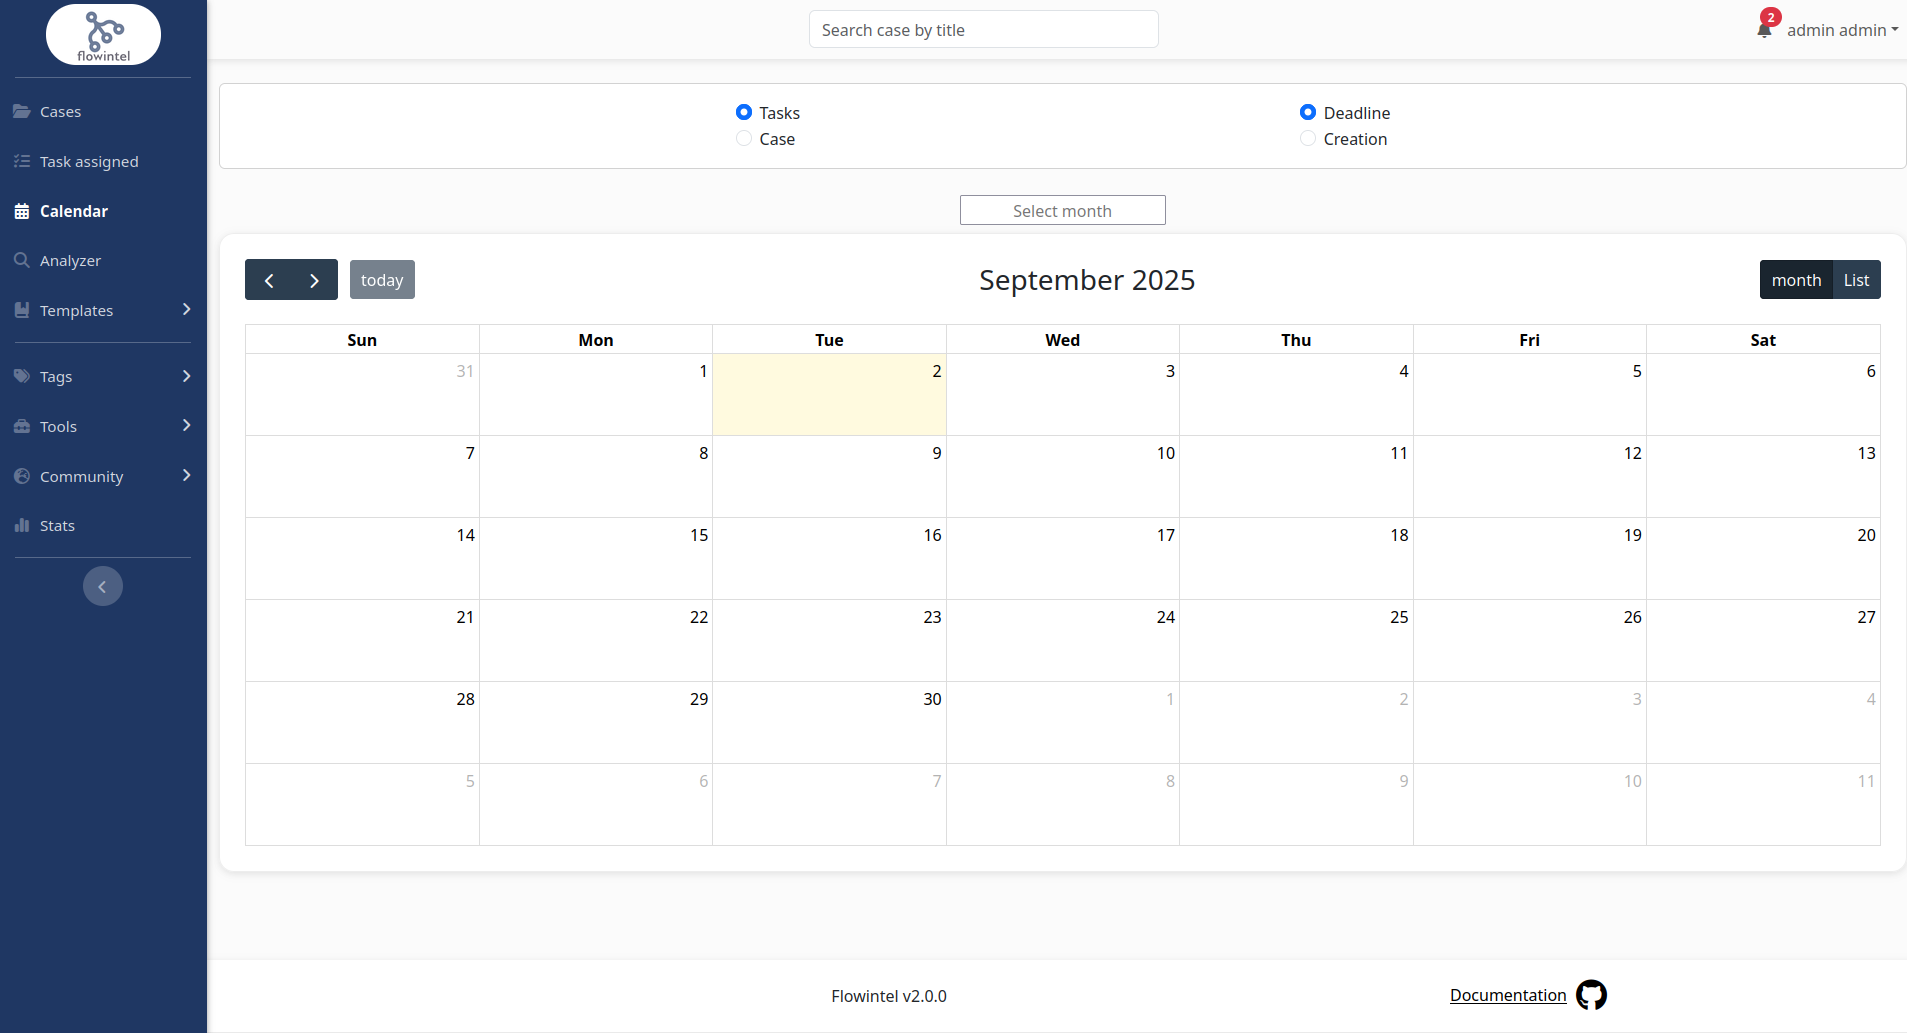 flowintel
Search case by title
2
admin admin
Cases
Task assigned
Calendar
Analyzer
Templates
Tags
Tools
Community
Stats
Tasks
Case
Deadline
Creation
Select month
today
September 2025
month List
Sun Mon Tue Wed Thu Fri Sat
31 1 2 3 4 5 6
7 8 9 10 11 12 13
14 15 16 17 18 19 20
21 22 23 24 25 26 27
28 29 30 1 2 3 4
5 6 7 8 9 10 11
Flowintel v2.0.0
Documentation